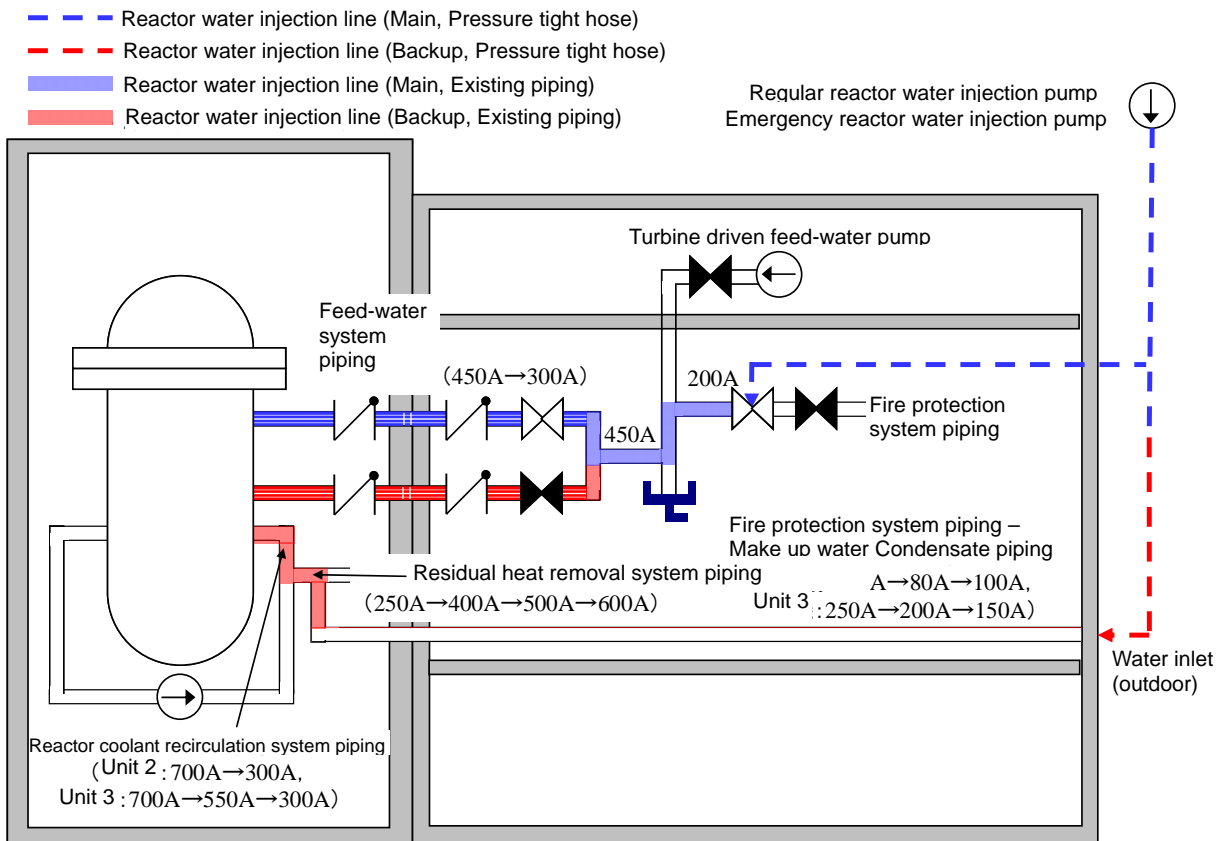 Reactor water injection line (Main, Pressure tight hose)
Reactor water injection line (Backup, Pressure tight hose)
Reactor water injection line (Main, Existing piping)
Reactor water injection line (Backup, Existing piping)
Regular reactor water injection pump
Emergency reactor water injection pump
Turbine driven feed-water pump
Feed-water
system
piping
(450A→300A)
200A
450A
Fire protection
system piping
Fire protection system piping –
Make up water Condensate piping
A→80A→100A,
Unit 3 :250A→200A→150A)
Residual heat removal system piping
(250A→400A→500A→600A)
Water inlet
(outdoor)
Reactor coolant recirculation system piping
(Unit 2 :700A→300A,
Unit 3 :700A→550A→300A)